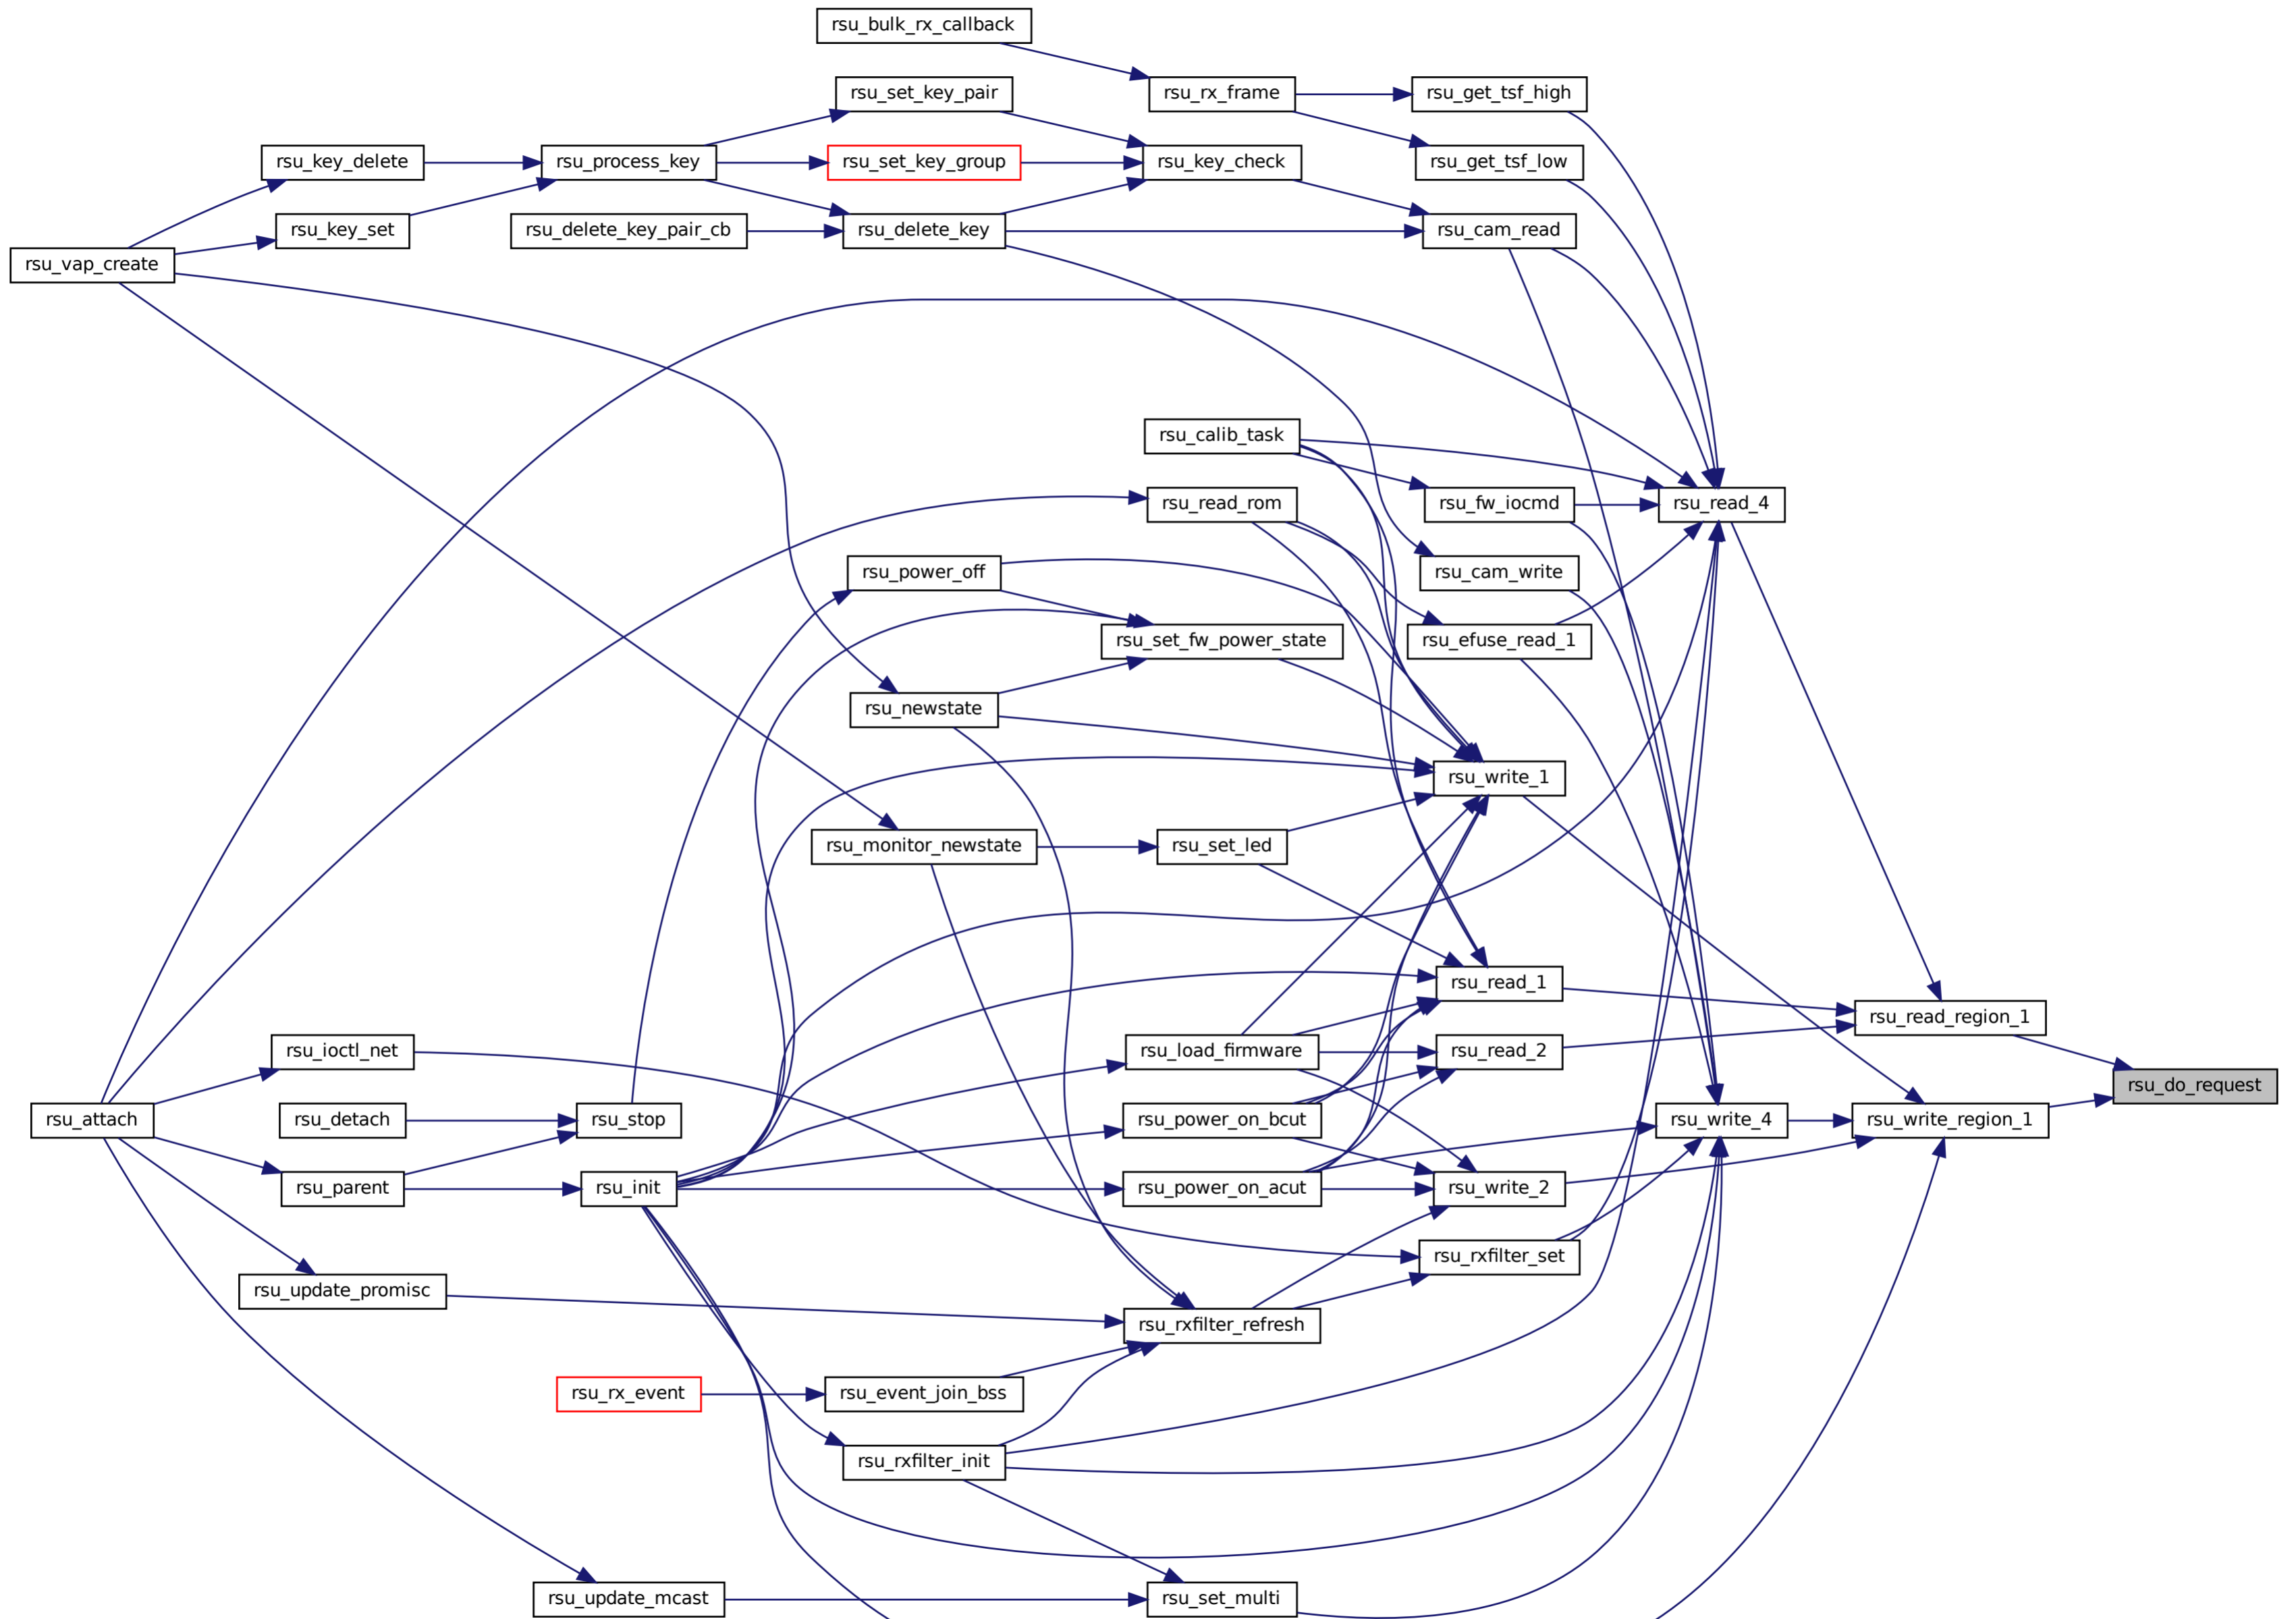 rsu_bulk_rx_callback
rsu_set_key_pair
rsu_rx_frame
rsu_get_tsf_high
rsu_key_delete
rsu_process_key
rsu_set_key_group
rsu_key_check
rsu_get_tsf_low
rsu_key_set
rsu_delete_key_pair_cb
rsu_delete_key
rsu_cam_read
rsu_vap_create
rsu_calib_task
rsu_read_rom
rsu_fw_iocmd
rsu_read_4
rsu_power_off
rsu_cam_write
rsu_set_fw_power_state
rsu_efuse_read_1
rsu_newstate
rsu_write_1
rsu_monitor_newstate
rsu_set_led
rsu_read_1
rsu_read_region_1
rsu_ioctl_net
rsu_load_firmware
rsu_read_2
rsu_do_request
rsu_attach
rsu_detach
rsu_stop
rsu_power_on_bcut
rsu_write_4
rsu_write_region_1
rsu_parent
rsu_init
rsu_power_on_acut
rsu_write_2
rsu_rxfilter_set
rsu_update_promisc
rsu_rxfilter_refresh
rsu_rx_event
rsu_event_join_bss
rsu_rxfilter_init
rsu_update_mcast
rsu_set_multi